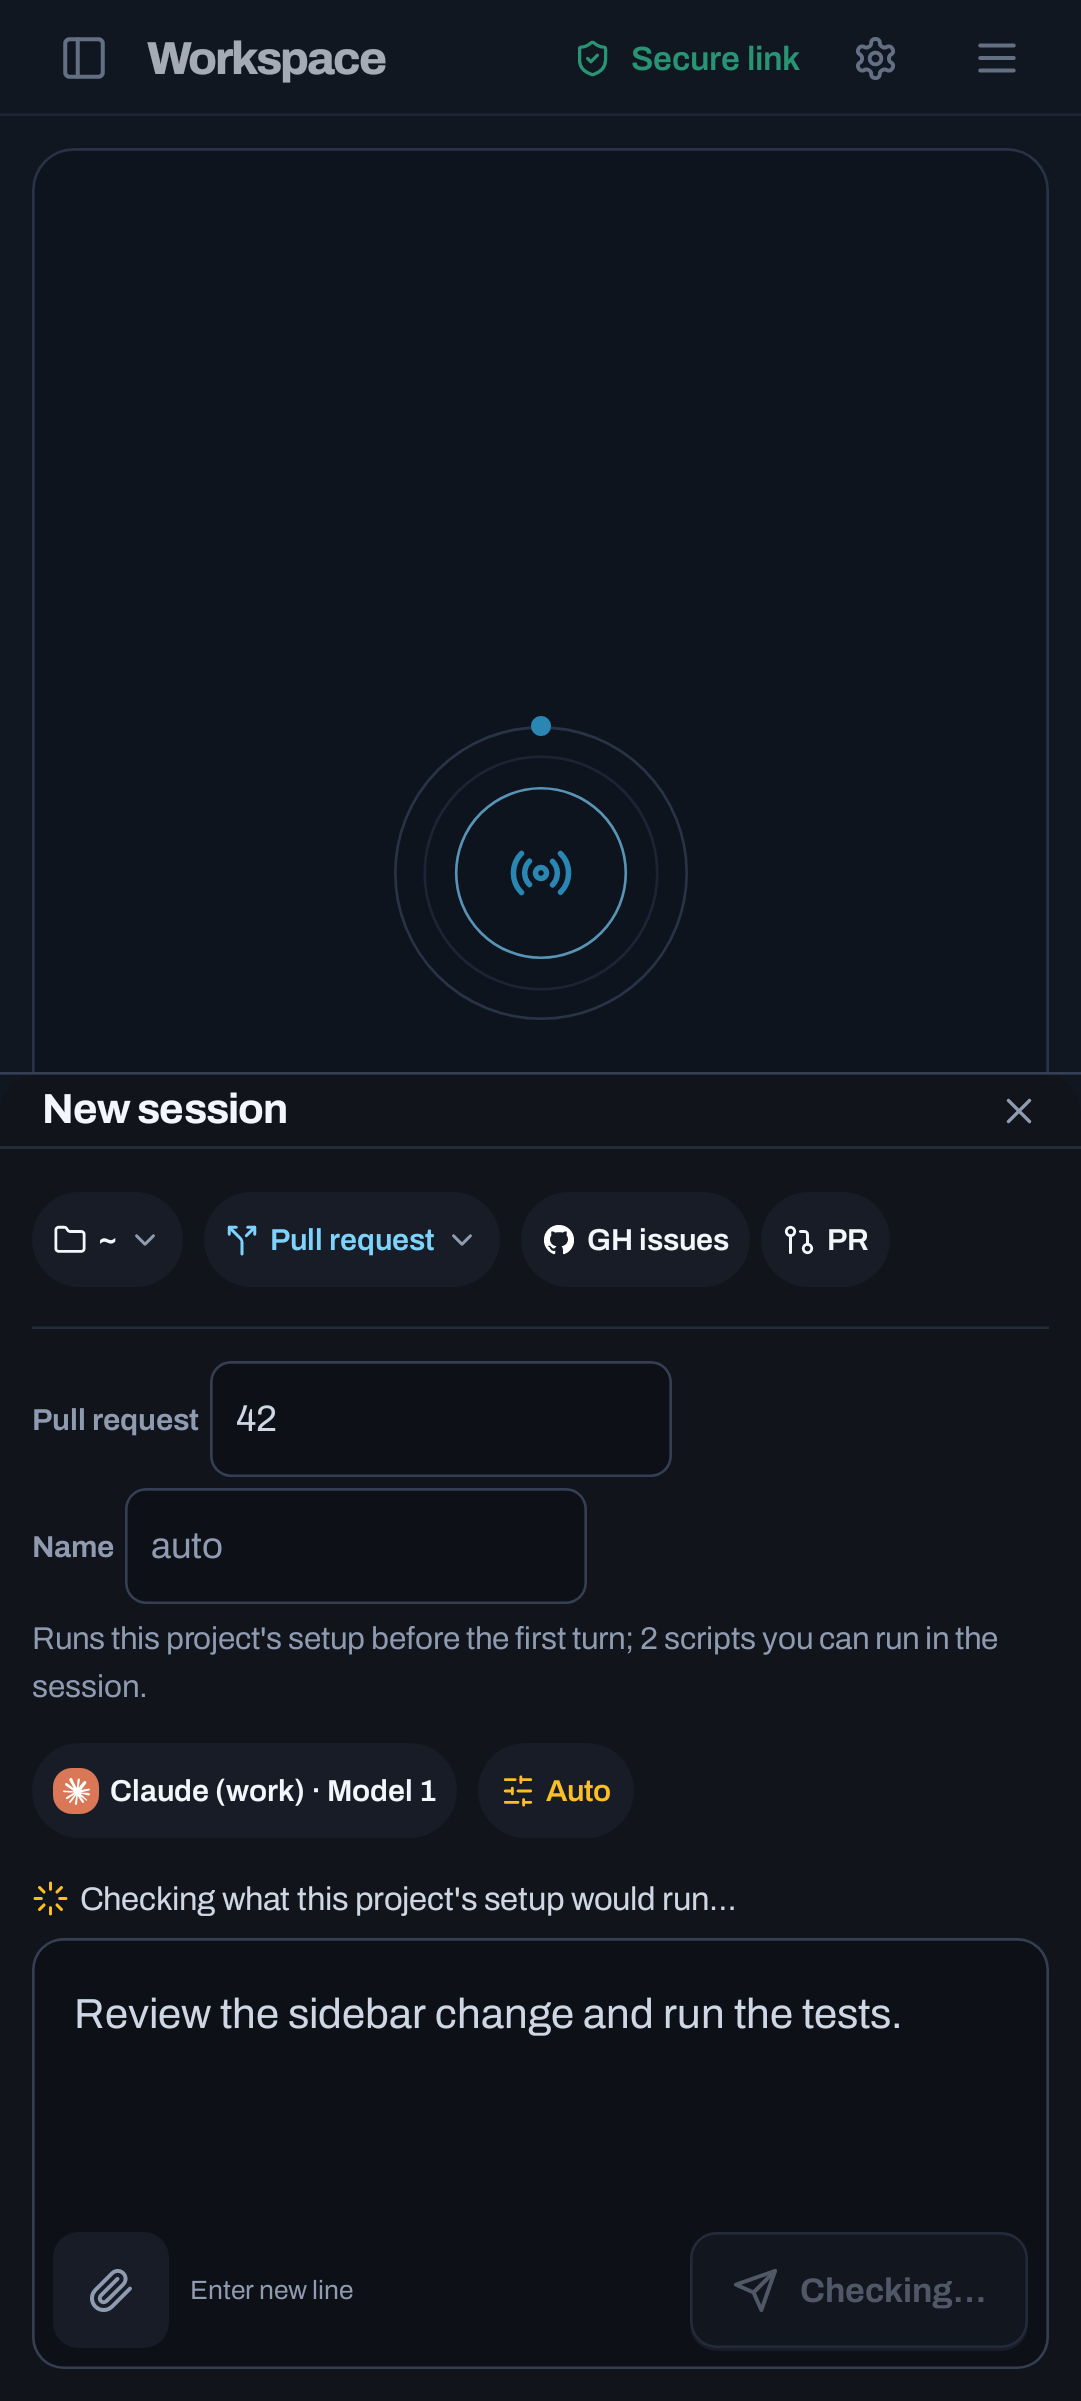 Workspace
Secure link
New session
~
Pull request
GH issues
PR
Pull request
42
Name
auto
Runs this project's setup before the first turn; 2 scripts you can run in the
session.
Claude (work) · Model 1
Auto
Checking what this project's setup would run...
Review the sidebar change and run the tests.
Enter new line
Checking...